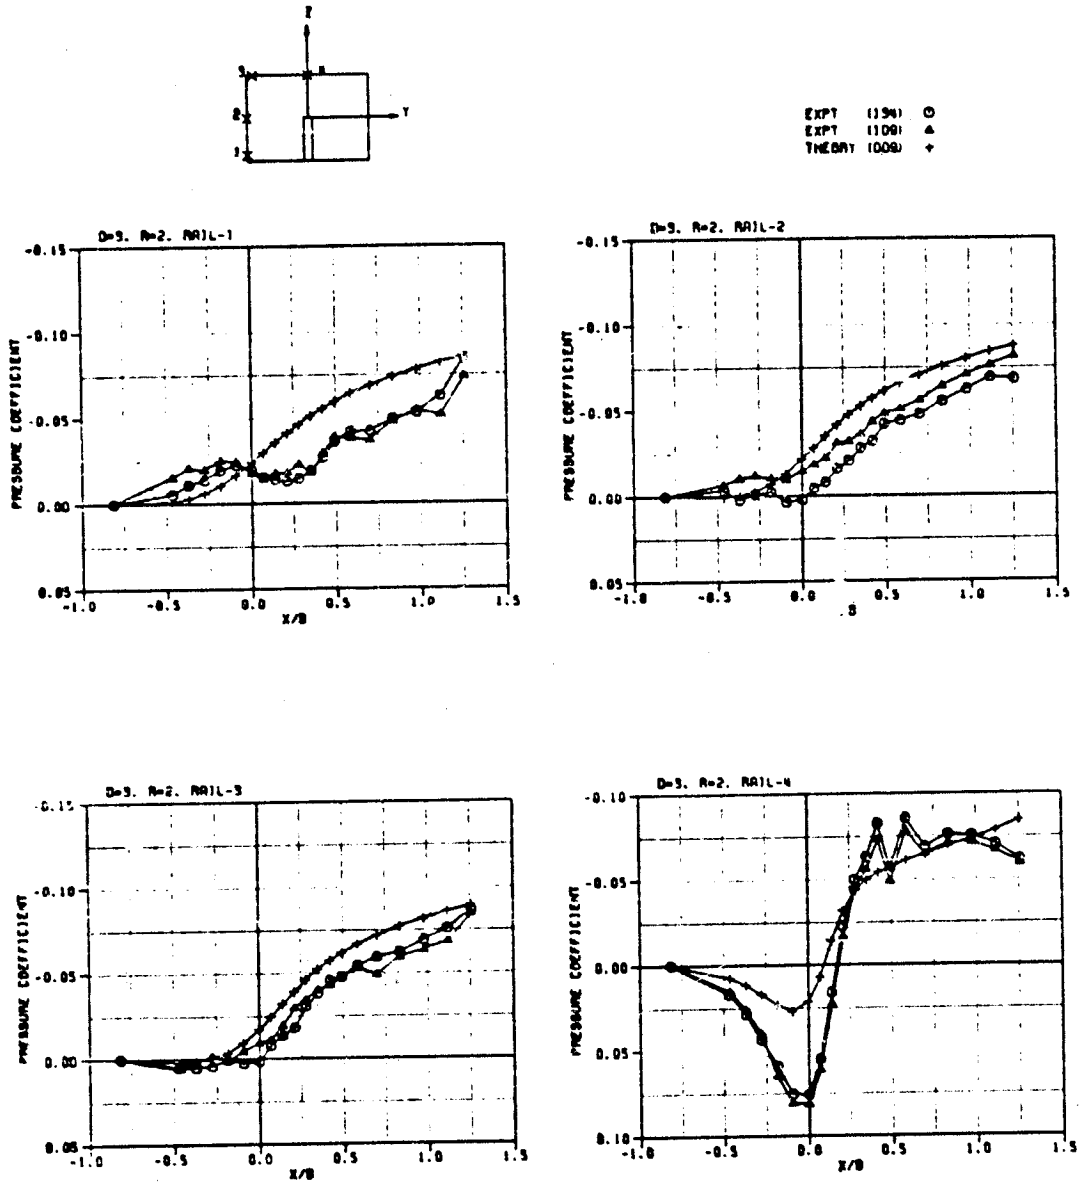 Z
3
4
2
Y
1
EXPT (194)
EXPT (109)
THEORY (009)
D=3. R=2. RAIL-1
-0.15
-0.10
-0.05
0.00
0.05
PRESSURE COEFFICIENT
-1.0 -0.5 0.0 0.5 1.0 1.5
X/B
D=3. R=2. RAIL-2
-0.15
-0.10
-0.05
0.00
0.05
PRESSURE COEFFICIENT
-1.0 -0.5 0.0 0.5 1.0 1.5
B
D=3. R=2. RAIL-3
-0.15
-0.10
-0.05
0.00
0.05
PRESSURE COEFFICIENT
-1.0 -0.5 0.0 0.5 1.0 1.5
X/B
D=3. R=2. RAIL-4
-0.10
-0.05
0.00
0.05
0.10
PRESSURE COEFFICIENT
-1.0 -0.5 0.0 0.5 1.0 1.5
X/B